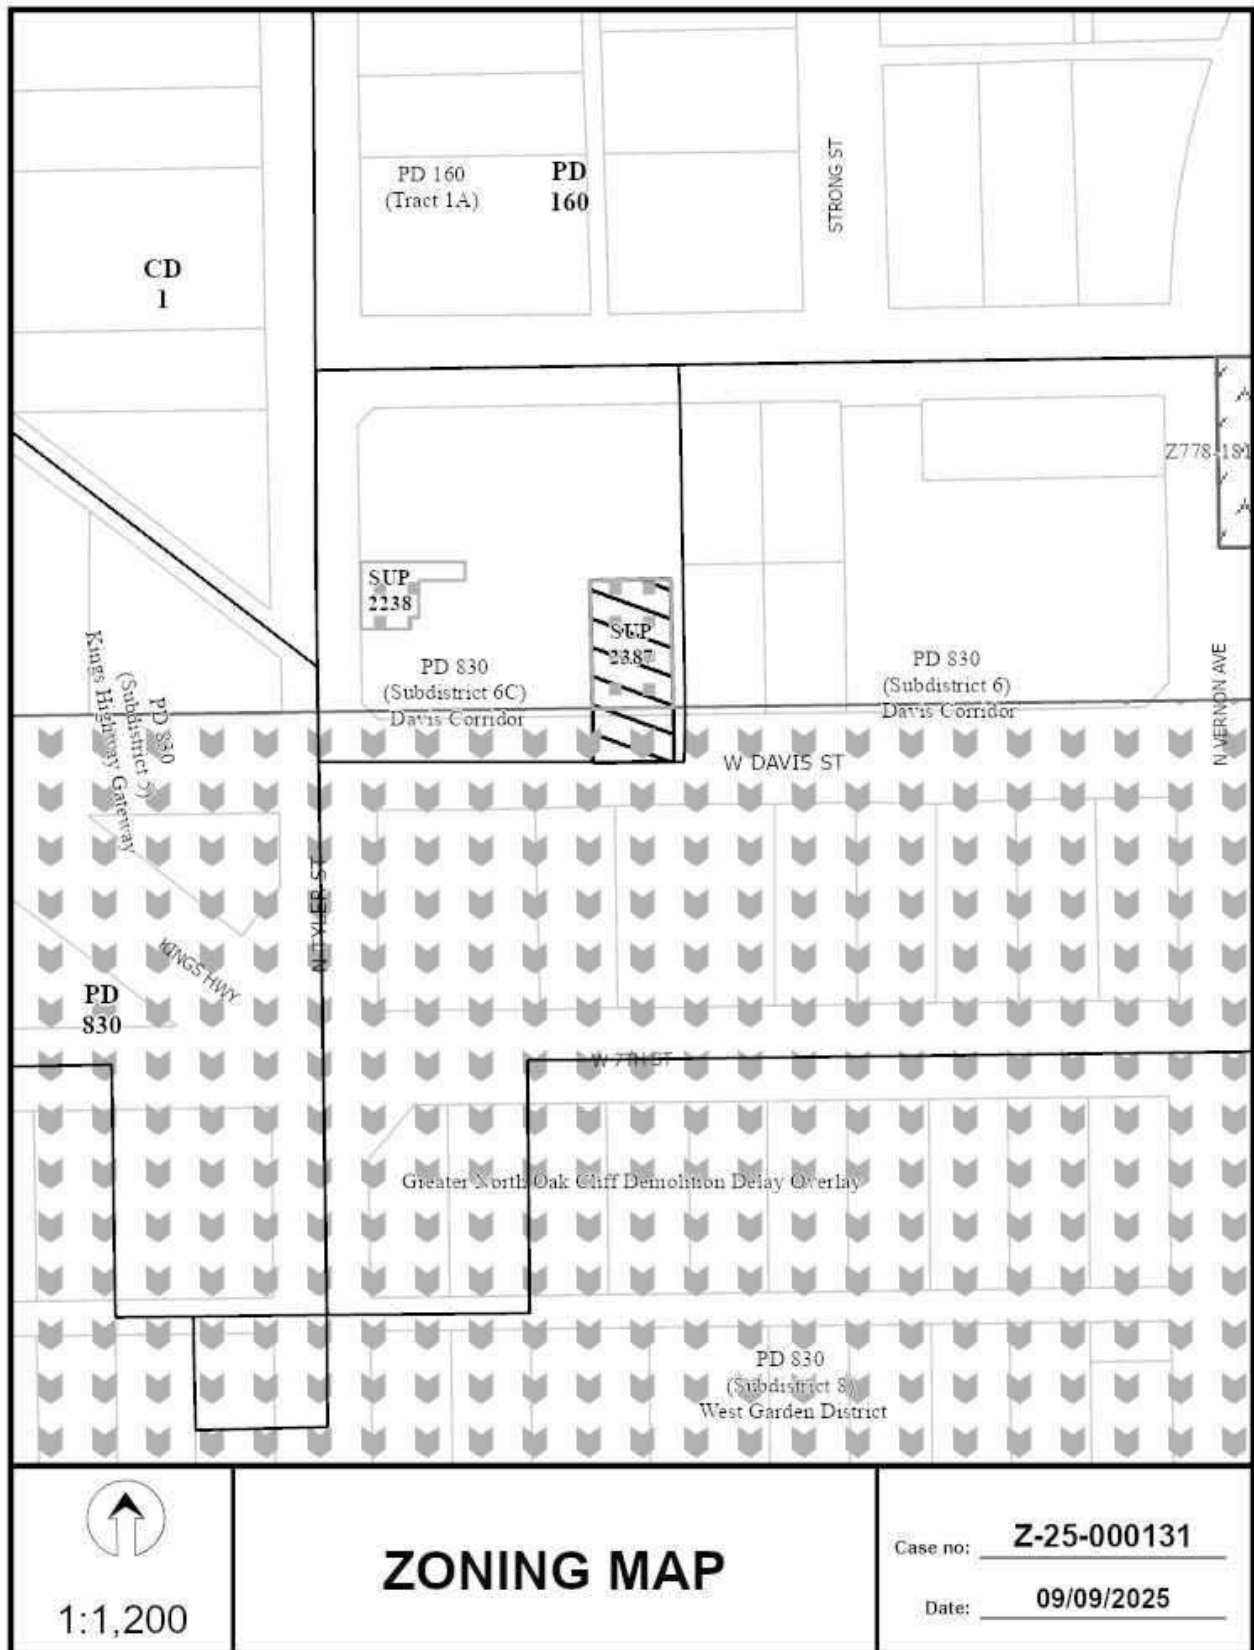 PD 160
(Tract 1A)
PD
160
STRONG ST
CD
1
Z778-181
SUP
2238
SUP
2387
PD 830
(Subdistrict 6C)
Davis Corridor
PD 830
(Subdistrict 6)
Davis Corridor
N VERNON AVE
PD 830
(Subdistrict 5)
Kings Highway Gateway
W DAVIS ST
N TYLER ST
KINGS HWY
PD
830
W 7TH ST
Greater North Oak Cliff Demolition Delay Overlay
PD 830
(Subdistrict 8)
West Garden District
1:1,200
ZONING MAP
Case no: Z-25-000131
Date: 09/09/2025